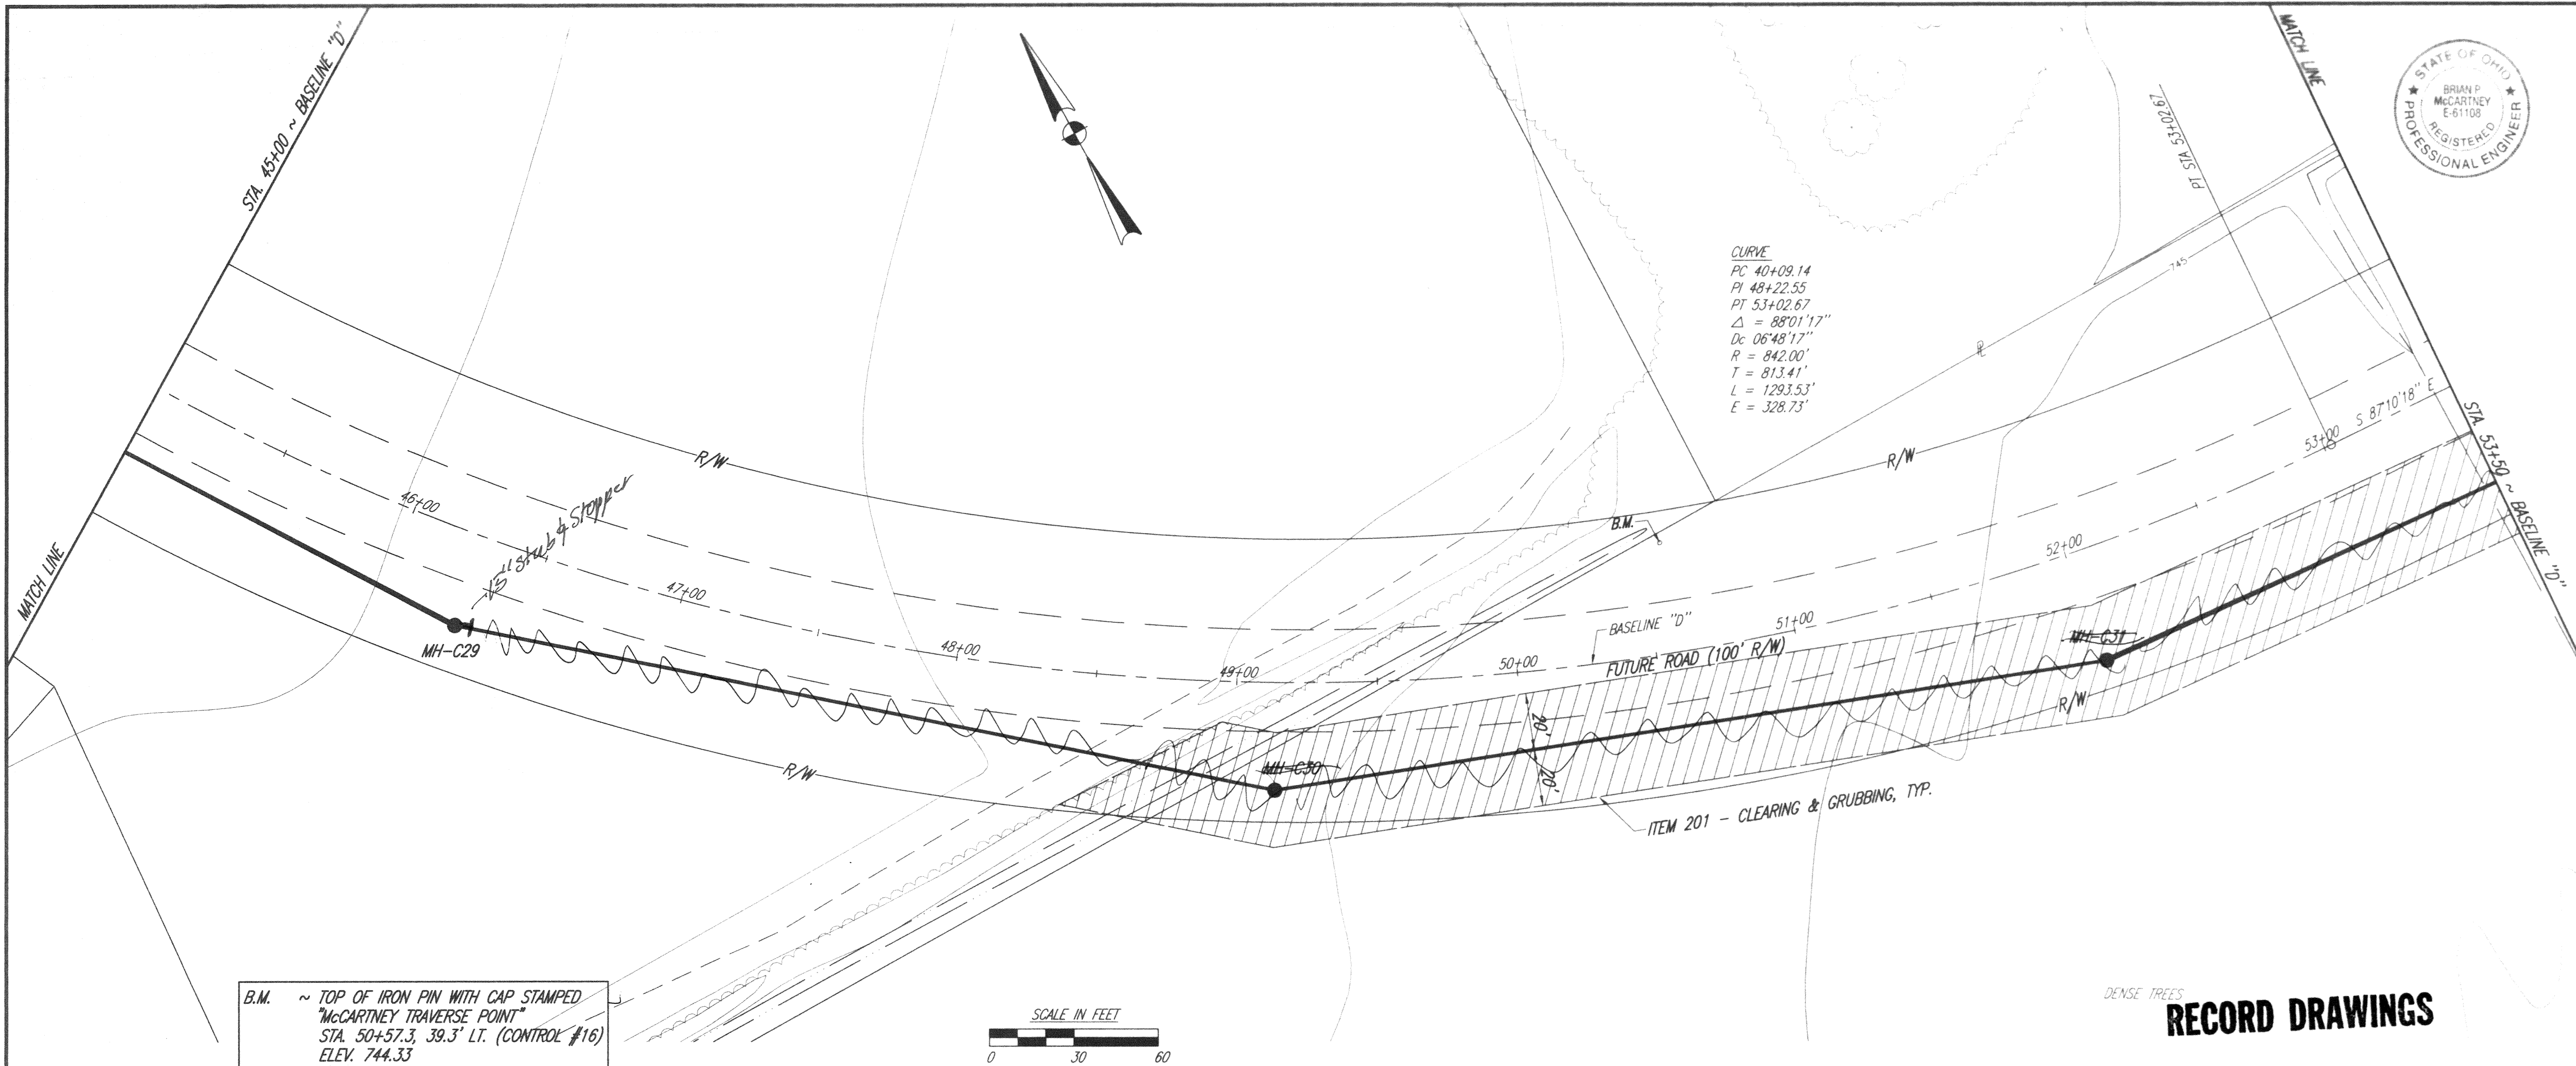 STA. 45+00 ~ BASELINE "D"
MATCH LINE
MATCH LINE
STA. 53+50 ~ BASELINE "D"
STATE OF OHIO
BRIAN P
McCARTNEY
E-61108
REGISTERED
PROFESSIONAL ENGINEER
PT STA 53+02.67
CURVE
PC 40+09.14
PI 48+22.55
PT 53+02.67
Δ = 88°01'17"
Dc 06°48'17"
R = 842.00'
T = 813.41'
L = 1293.53'
E = 328.73'
745
S 87°10'18" E
R/W
R/W
B.M.
46+00
47+00
48+00
49+00
50+00
51+00
52+00
53+00
15" Stub & Stopper
MH-C29
MH-C30
MH-C31
BASELINE "D"
FUTURE ROAD (100' R/W)
20'
20'
R/W
R/W
ITEM 201 - CLEARING & GRUBBING, TYP.
B.M. ~ TOP OF IRON PIN WITH CAP STAMPED
"McCARTNEY TRAVERSE POINT"
STA. 50+57.3, 39.3' LT. (CONTROL #16)
ELEV. 744.33
SCALE IN FEET
0 30 60
DENSE TREES
RECORD DRAWINGS